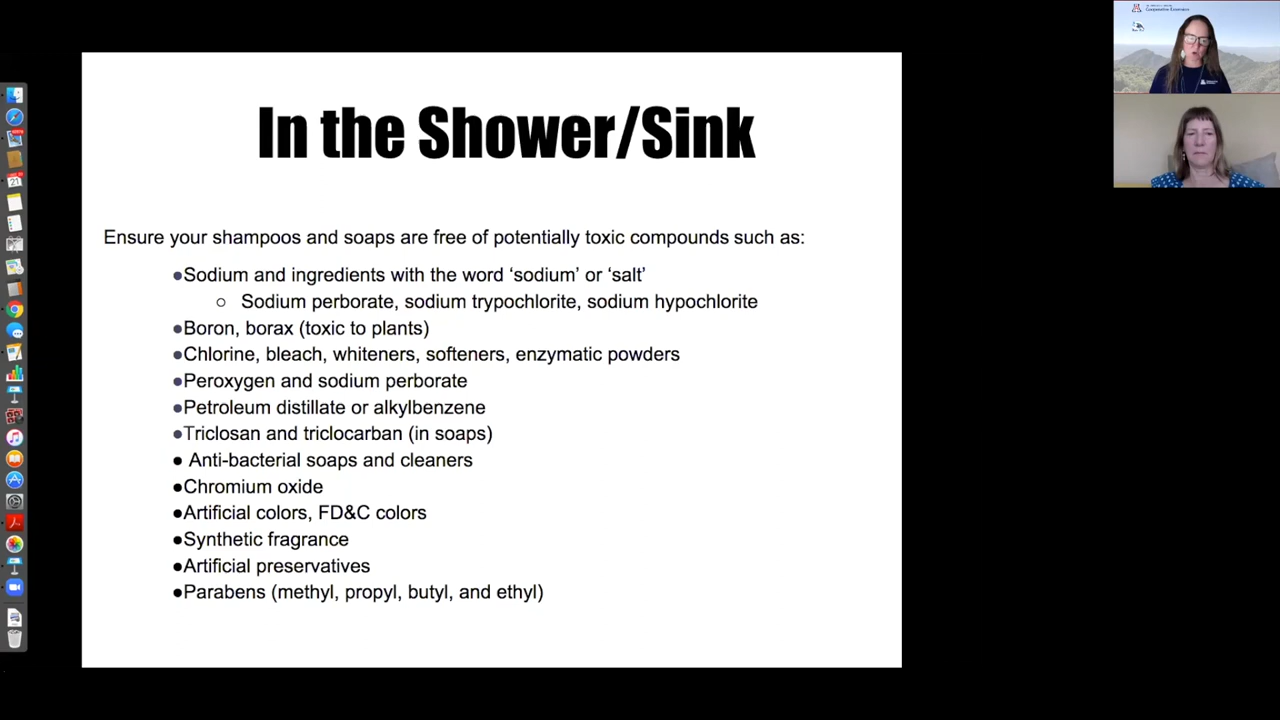 In the Shower/Sink
Ensure your shampoos and soaps are free of potentially toxic compounds such as:
●Sodium and ingredients with the word ‘sodium’ or ‘salt’
○ Sodium perborate, sodium trypochlorite, sodium hypochlorite
●Boron, borax (toxic to plants)
●Chlorine, bleach, whiteners, softeners, enzymatic powders
●Peroxygen and sodium perborate
●Petroleum distillate or alkylbenzene
●Triclosan and triclocarban (in soaps)
● Anti-bacterial soaps and cleaners
●Chromium oxide
●Artificial colors, FD&C colors
●Synthetic fragrance
●Artificial preservatives
●Parabens (methyl, propyl, butyl, and ethyl)
Cooperative Extension
21